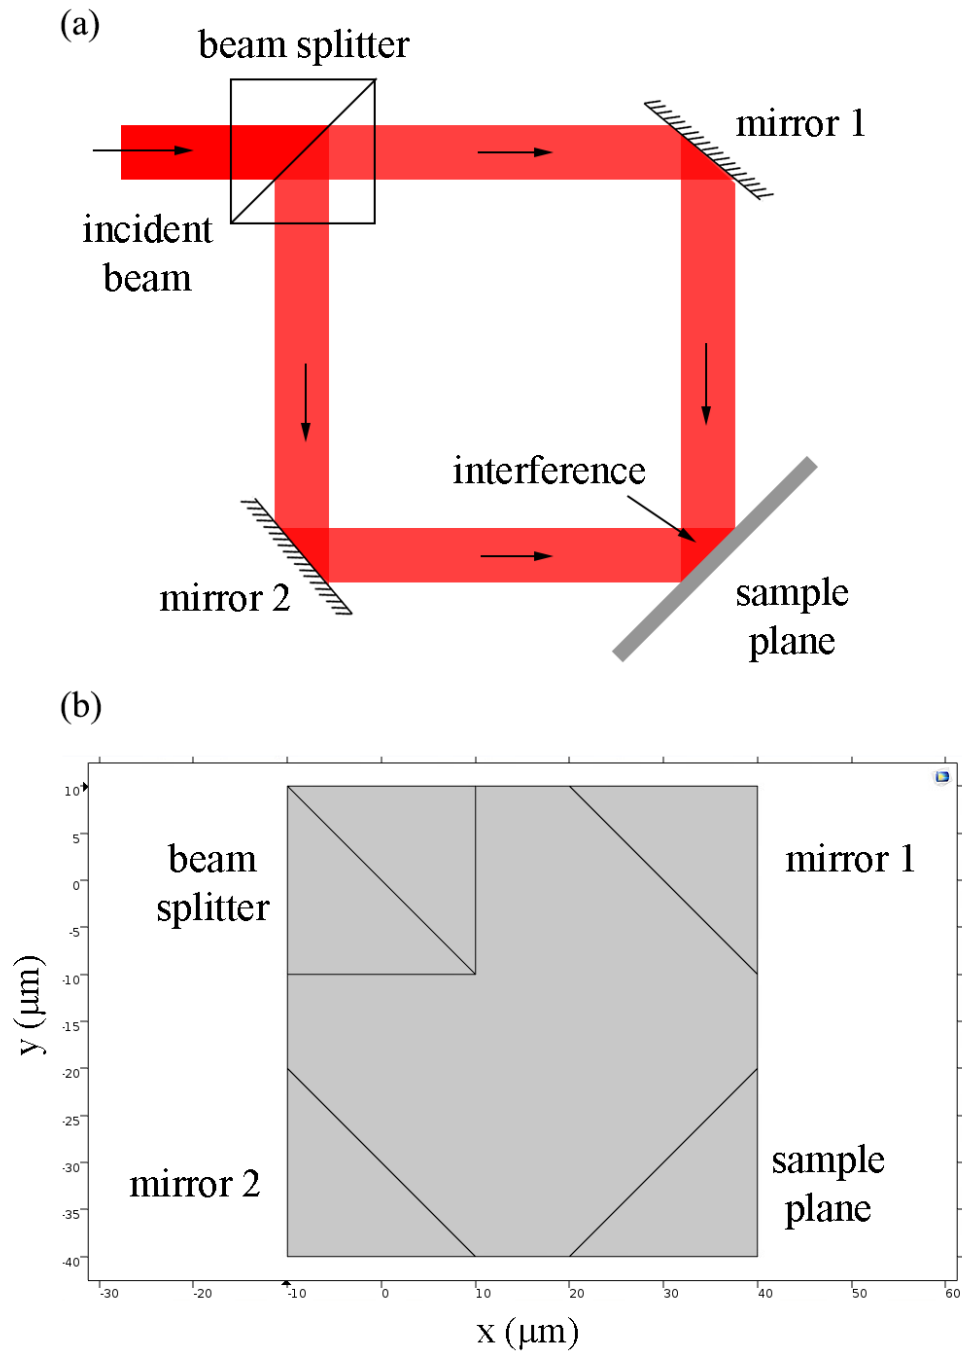 (a)
beam splitter
mirror 1
incident
beam
interference
mirror 2
sample
plane
(b)
10
5
0
-5
-10
-15
-20
-25
-30
-35
-40
beam
splitter
mirror 1
mirror 2
sample
plane
y (μm)
-30
-20
-10
0
10
20
30
40
50
60
x (μm)